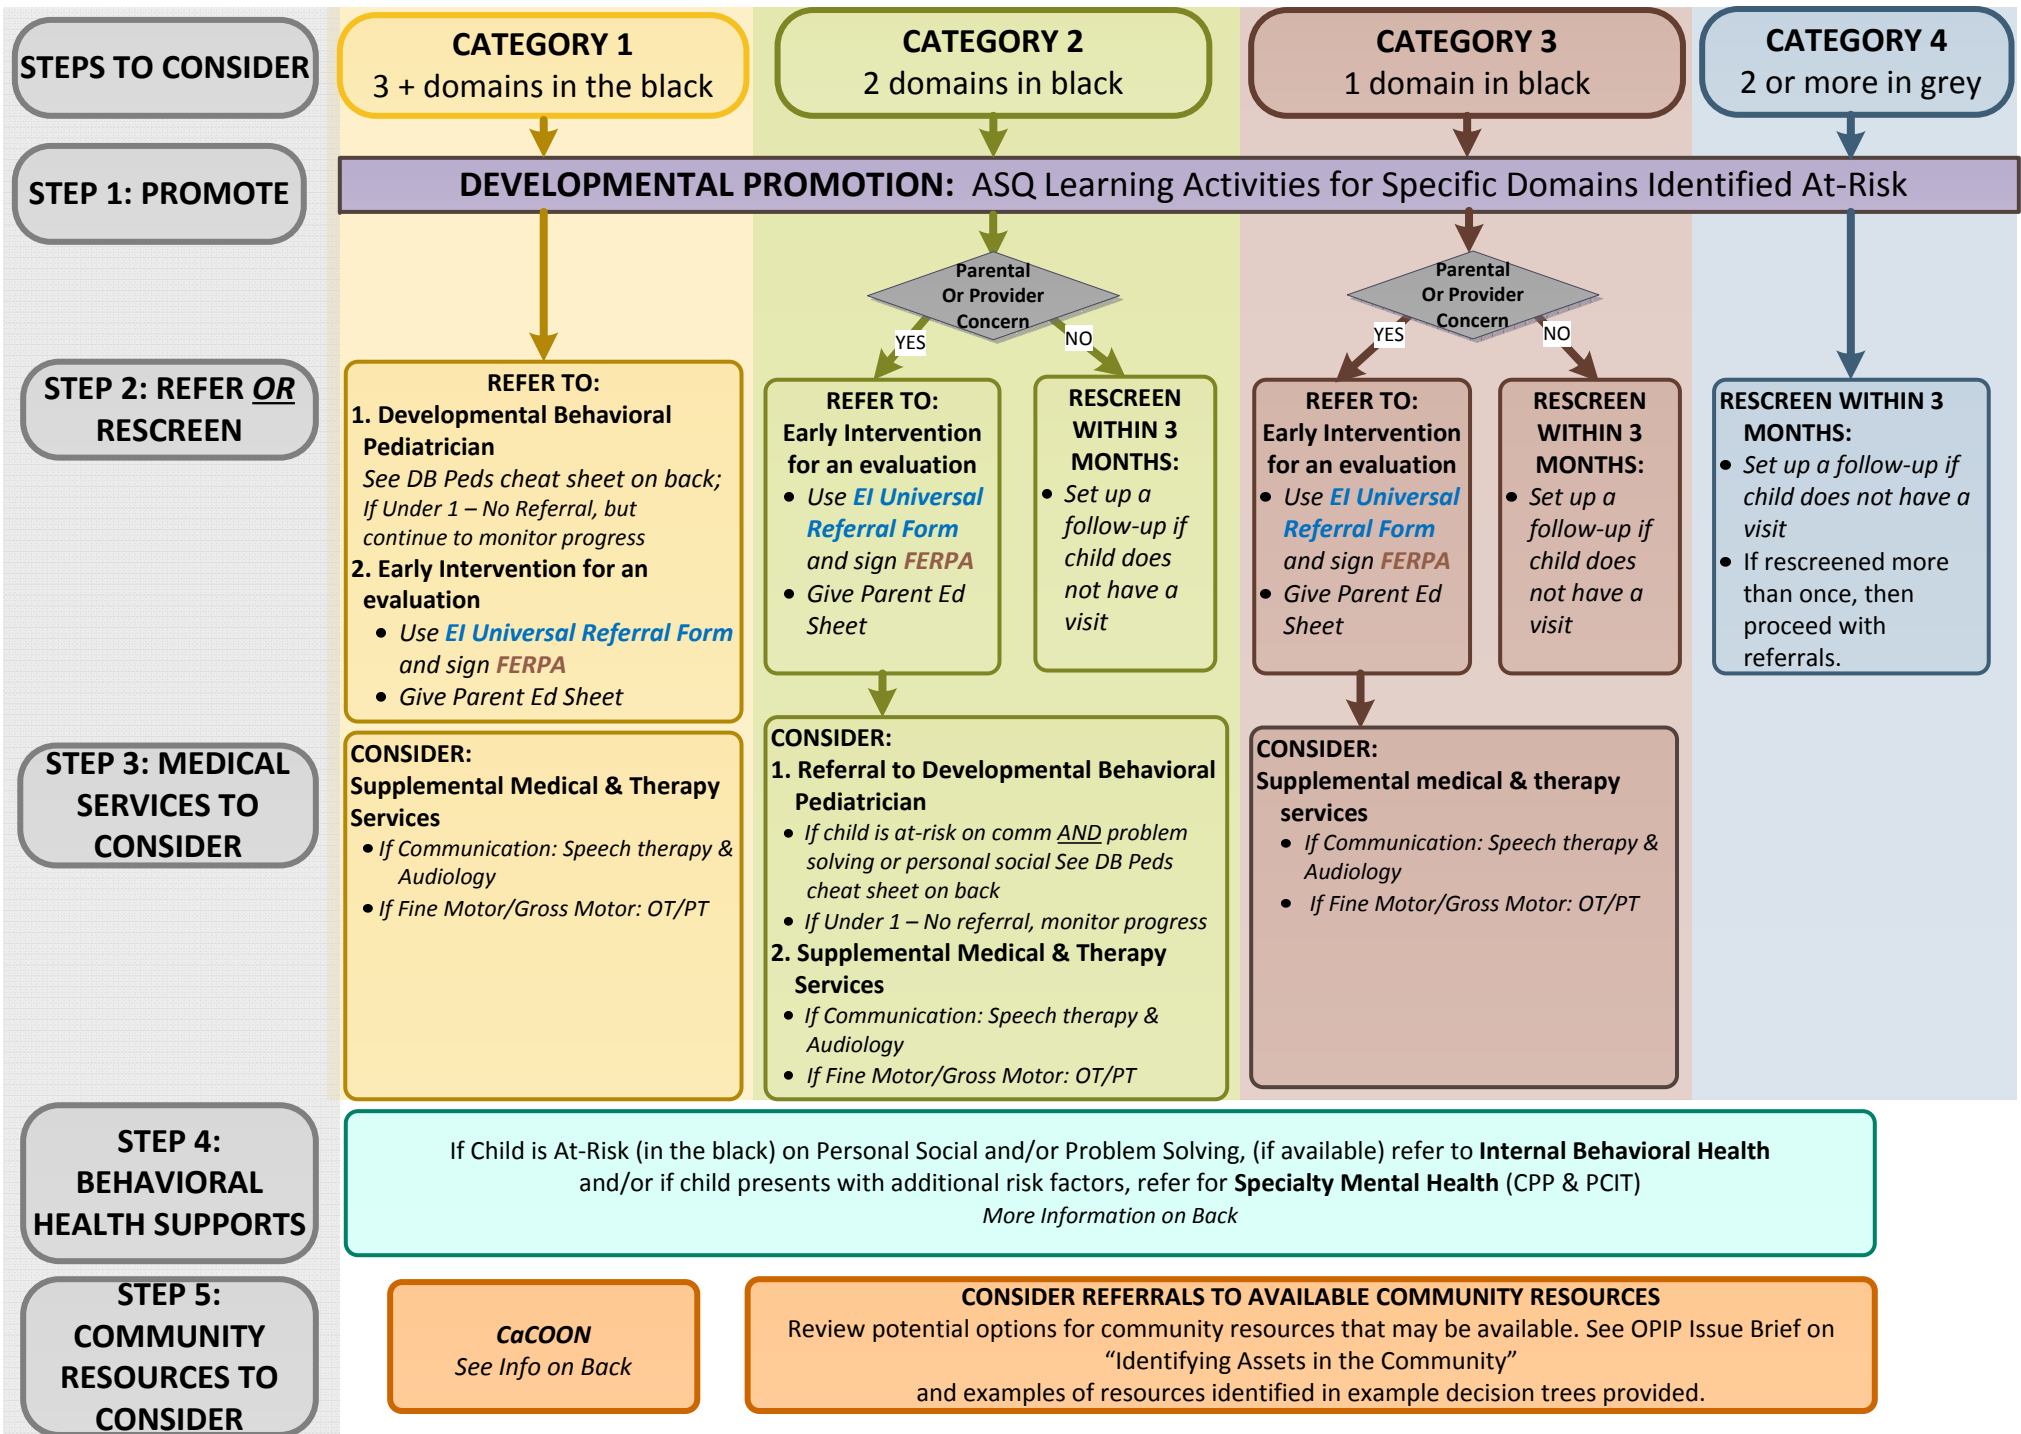 STEPS TO CONSIDER
CATEGORY 1
3 + domains in the black
CATEGORY 2
2 domains in black
CATEGORY 3
1 domain in black
CATEGORY 4
2 or more in grey
STEP 1: PROMOTE
DEVELOPMENTAL PROMOTION: ASQ Learning Activities for Specific Domains Identified At-Risk
Parental
Or Provider
Concern
YES
NO
Parental
Or Provider
Concern
YES
NO
STEP 2: REFER OR
RESCREEN
REFER TO:
1. Developmental Behavioral
Pediatrician
See DB Peds cheat sheet on back;
If Under 1 – No Referral, but
continue to monitor progress
2. Early Intervention for an
evaluation
• Use EI Universal Referral Form
and sign FERPA
• Give Parent Ed Sheet
REFER TO:
Early Intervention
for an evaluation
• Use EI Universal
Referral Form
and sign FERPA
• Give Parent Ed
Sheet
RESCREEN
WITHIN 3
MONTHS:
• Set up a
follow-up if
child does
not have a
visit
REFER TO:
Early Intervention
for an evaluation
• Use EI Universal
Referral Form
and sign FERPA
• Give Parent Ed
Sheet
RESCREEN
WITHIN 3
MONTHS:
• Set up a
follow-up if
child does
not have a
visit
RESCREEN WITHIN 3
MONTHS:
• Set up a follow-up if
child does not have a
visit
• If rescreened more
than once, then
proceed with
referrals.
STEP 3: MEDICAL
SERVICES TO
CONSIDER
CONSIDER:
Supplemental Medical & Therapy
Services
• If Communication: Speech therapy &
Audiology
• If Fine Motor/Gross Motor: OT/PT
CONSIDER:
1. Referral to Developmental Behavioral
Pediatrician
• If child is at-risk on comm AND problem
solving or personal social See DB Peds
cheat sheet on back
• If Under 1 – No referral, monitor progress
2. Supplemental Medical & Therapy
Services
• If Communication: Speech therapy &
Audiology
• If Fine Motor/Gross Motor: OT/PT
CONSIDER:
Supplemental medical & therapy
services
• If Communication: Speech therapy &
Audiology
• If Fine Motor/Gross Motor: OT/PT
STEP 4:
BEHAVIORAL
HEALTH SUPPORTS
If Child is At-Risk (in the black) on Personal Social and/or Problem Solving, (if available) refer to Internal Behavioral Health
and/or if child presents with additional risk factors, refer for Specialty Mental Health (CPP & PCIT)
More Information on Back
STEP 5:
COMMUNITY
RESOURCES TO
CONSIDER
CaCOON
See Info on Back
CONSIDER REFERRALS TO AVAILABLE COMMUNITY RESOURCES
Review potential options for community resources that may be available. See OPIP Issue Brief on
“Identifying Assets in the Community”
and examples of resources identified in example decision trees provided.